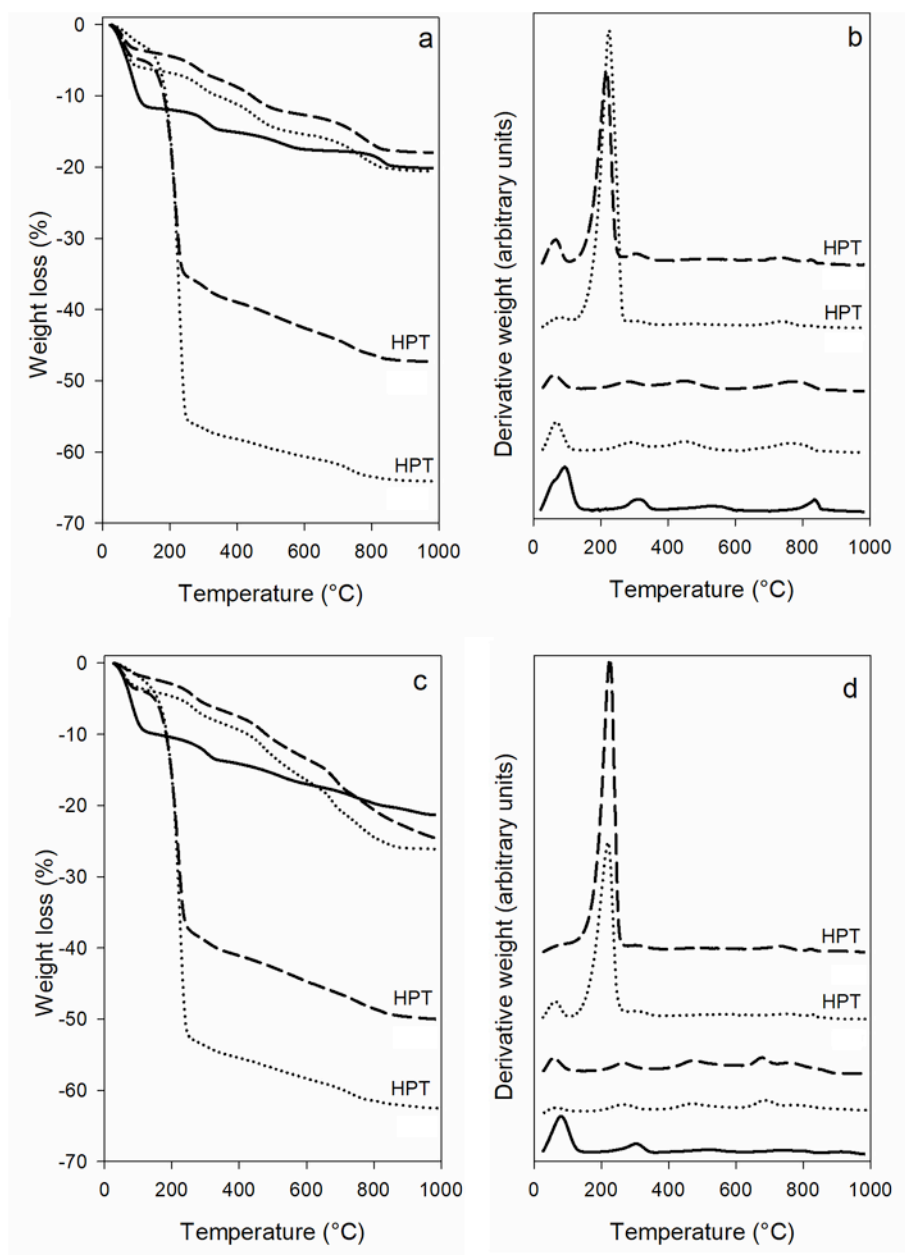 a
0
-10
-20
-30
-40
-50
-60
-70
Weight loss (%)
HPT
HPT
0 200 400 600 800 1000
Temperature (°C)
b
Derivative weight (arbitrary units)
HPT
HPT
0 200 400 600 800 1000
Temperature (°C)
c
0
-10
-20
-30
-40
-50
-60
-70
Weight loss (%)
HPT
HPT
0 200 400 600 800 1000
Temperature (°C)
d
Derivative weight (arbitrary units)
HPT
HPT
0 200 400 600 800 1000
Temperature (°C)